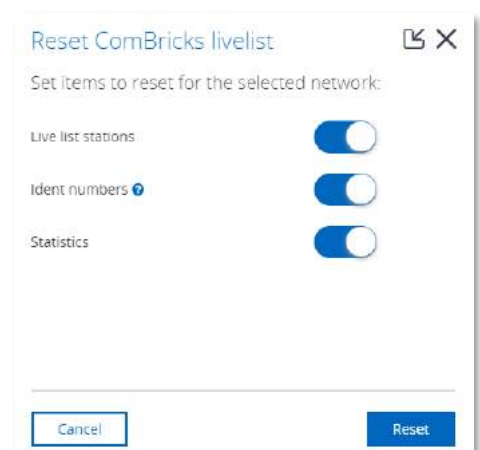 Reset ComBricks livelist
Set items to reset for the selected network:
Live list stations
Ident numbers ?
Statistics
Cancel
Reset